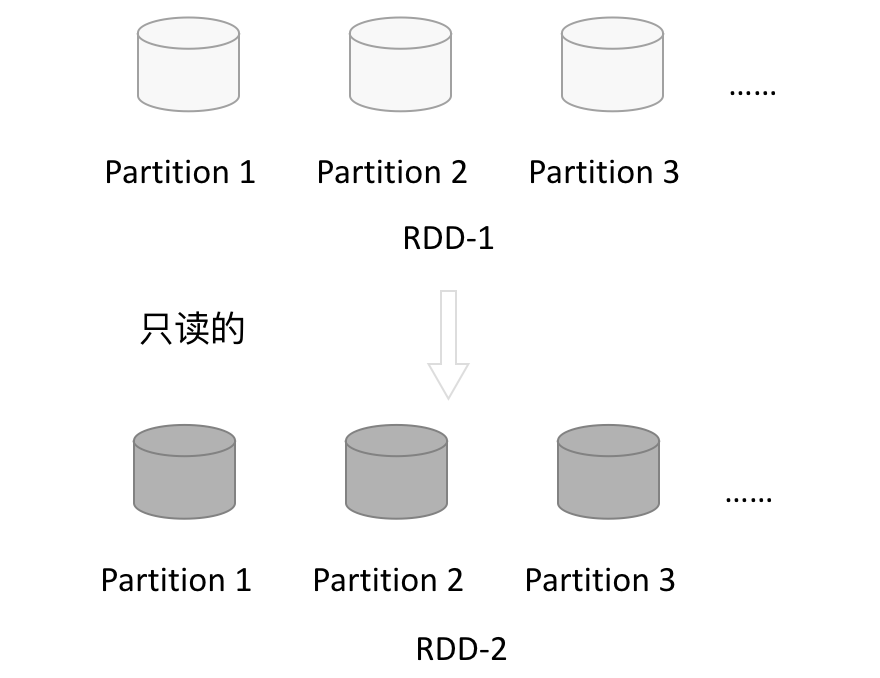 ……
Partition 1 Partition 2 Partition 3
RDD-1
只读的
……
Partition 1 Partition 2 Partition 3
RDD-2